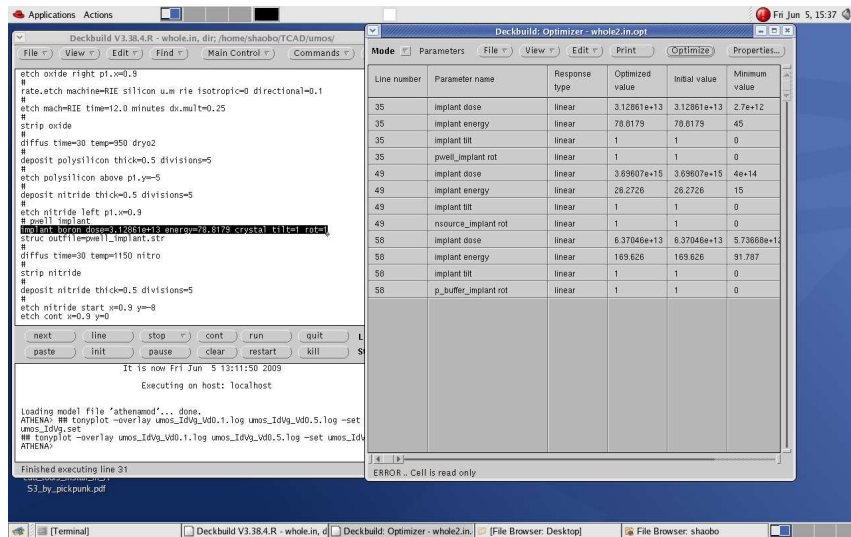 Applications Actions
Fri Jun 5, 15:37
Deckbuild V3.38.4.R - whole.in, dir; /home/shaobo/TCAD/umos/
File View Edit Find Main Control Commands
etch oxide right p1.x=0.9
#
rate.etch machine=RIE silicon u.m rie isotropic=0 directional=0.1
#
etch mach=RIE time=12.0 minutes dx.mult=0.25
#
strip oxide
#
diffus time=30 temp=950 dryo2
#
deposit polysilicon thick=0.5 divisions=5
#
etch polysilicon above p1.y=-5
#
deposit nitride thick=0.5 divisions=5
#
etch nitride left p1.x=0.9
# pwell implant
implant boron dose=3.12861e+13 energy=78.8179 crystal tilt=1 rot=1
struc outfile=pwell_implant.str
#
diffus time=30 temp=1150 nitro
#
strip nitride
#
deposit nitride thick=0.5 divisions=5
#
etch nitride start x=0.9 y=-8
etch cont x=0.9 y=0
next line stop cont run quit L
paste init pause clear restart kill St
It is now Fri Jun 5 13:11:50 2009
Executing on host: localhost
Loading model file 'athenamod'... done.
ATHENA> ## tonyplot -overlay umos_IdVg_Vd0.1.log umos_IdVg_Vd0.5.log -set
umos_IdVg.set
## tonyplot -overlay umos_IdVg_Vd0.1.log umos_IdVg_Vd0.5.log -set umos_IdV
ATHENA>
Finished executing line 31
S3_by_pickpunk.pdf
Deckbuild: Optimizer - whole2.in.opt
Mode Parameters File View Edit Print Optimize Properties...
Line number Parameter name Response type Optimized value Initial value Minimum value
35 implant dose linear 3.12861e+13 3.12861e+13 2.7e+12
35 implant energy linear 78.8179 78.8179 45
35 implant tilt linear 1 1 0
35 pwell_implant rot linear 1 1 0
49 implant dose linear 3.69607e+15 3.69607e+15 4e+14
49 implant energy linear 26.2726 26.2726 15
49 implant tilt linear 1 1 0
49 nsource_implant rot linear 1 1 0
58 implant dose linear 6.37046e+13 6.37046e+13 5.73668e+12
58 implant energy linear 169.626 169.626 91.787
58 implant tilt linear 1 1 0
58 p_buffer_implant rot linear 1 1 0
ERROR .. Cell is read only
[Terminal]
Deckbuild V3.38.4.R - whole.in, d
Deckbuild: Optimizer - whole2.in.
[File Browser: Desktop]
File Browser: shaobo